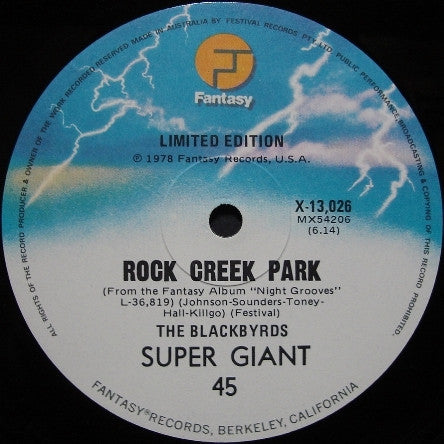 MADE IN AUSTRALIA BY FESTIVAL RECORDS PTY. LTD. PUBLIC PERFORMANCE, BROADCASTING & COPYING OF THIS RECORD PROHIBITED.
ALL RIGHTS OF THE RECORD PRODUCER & OWNER OF THE WORK RECORDED RESERVED
Fantasy
LIMITED EDITION
℗ 1978 Fantasy Records, U.S.A.
X-13,026
MX54206
(6.14)
ROCK CREEK PARK
(From the Fantasy Album "Night Grooves"
L-36,819) (Johnson-Saunders-Toney-
Hall-Killgo) (Festival)
THE BLACKBYRDS
SUPER GIANT
45
FANTASY®RECORDS, BERKELEY, CALIFORNIA